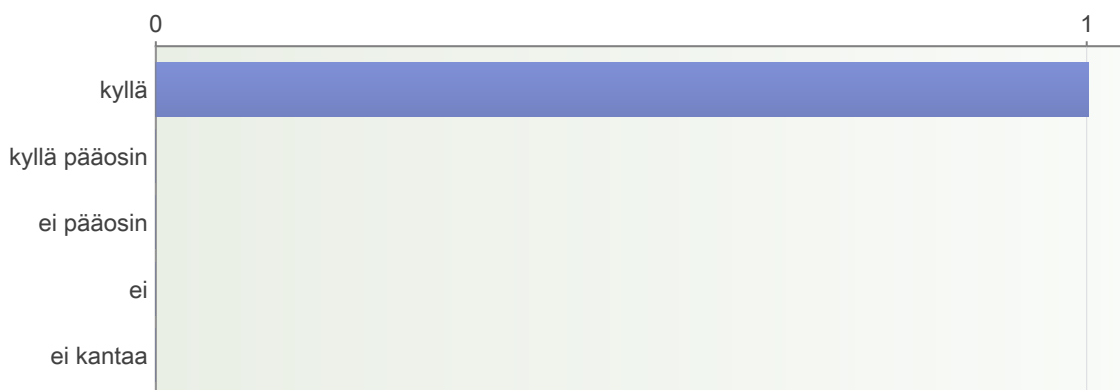 0 1
kyllä
kyllä pääosin
ei pääosin
ei
ei kantaa